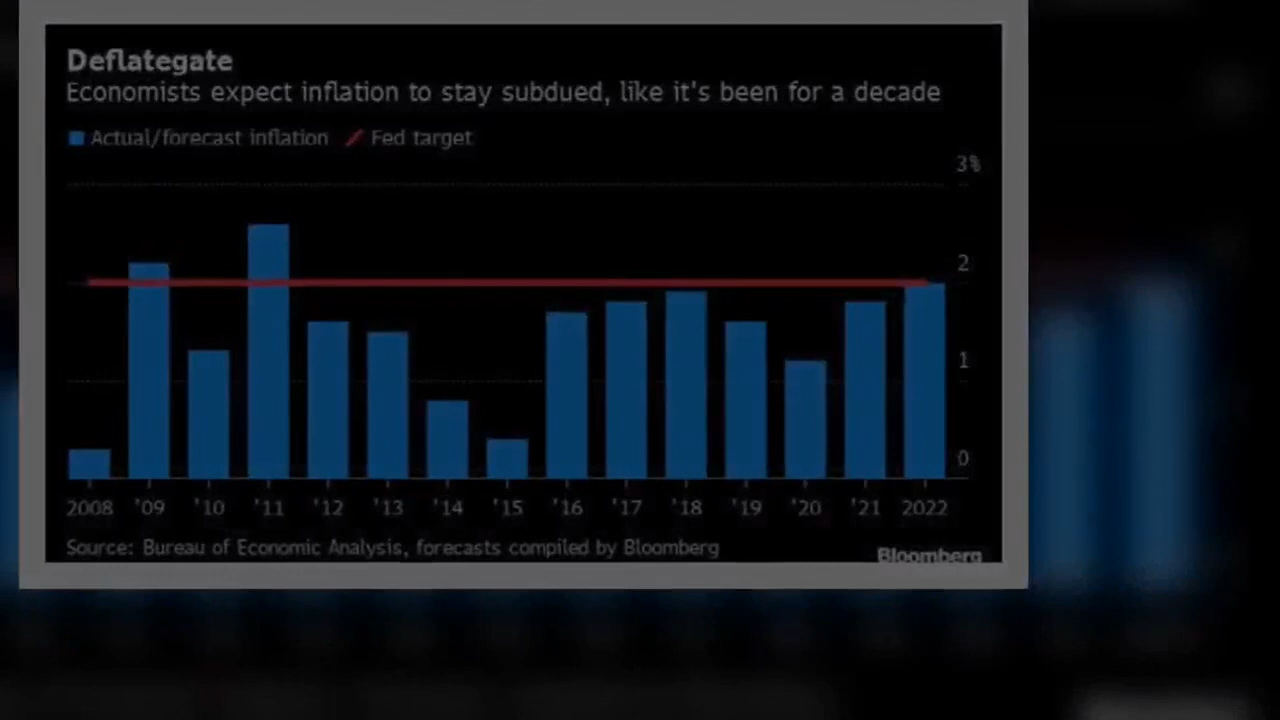 Deflategate
Economists expect inflation to stay subdued, like it's been for a decade
Actual/forecast inflation Fed target
3%
2
1
0
2008 '09 '10 '11 '12 '13 '14 '15 '16 '17 '18 '19 '20 '21 2022
Source: Bureau of Economic Analysis, forecasts compiled by Bloomberg
Bloomberg